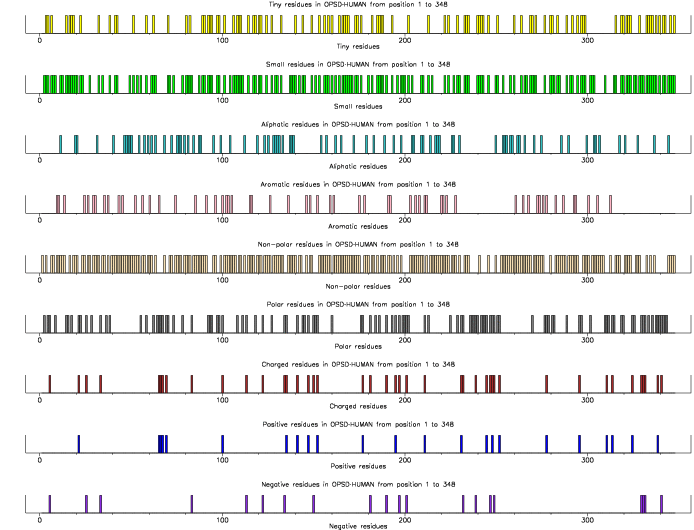 Tiny residues in OPSD-HUMAN from position 1 to 348
0 100 200 300
Tiny residues
Small residues in OPSD-HUMAN from position 1 to 348
0 100 200 300
Small residues
Aliphatic residues in OPSD-HUMAN from position 1 to 348
0 100 200 300
Aliphatic residues
Aromatic residues in OPSD-HUMAN from position 1 to 348
0 100 200 300
Aromatic residues
Non-polar residues in OPSD-HUMAN from position 1 to 348
0 100 200 300
Non-polar residues
Polar residues in OPSD-HUMAN from position 1 to 348
0 100 200 300
Polar residues
Charged residues in OPSD-HUMAN from position 1 to 348
0 100 200 300
Charged residues
Positive residues in OPSD-HUMAN from position 1 to 348
0 100 200 300
Positive residues
Negative residues in OPSD-HUMAN from position 1 to 348
0 100 200 300
Negative residues